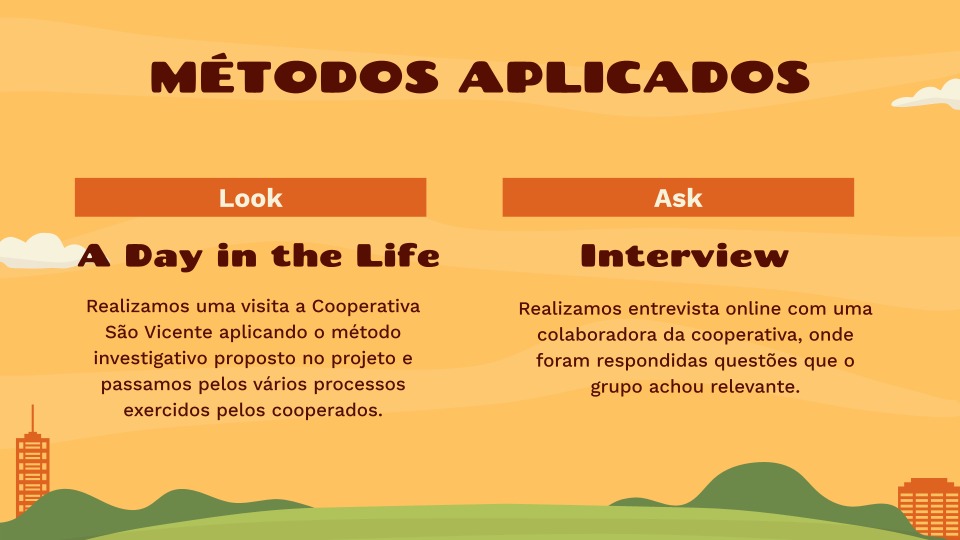 MÉTODOS APLICADOS
Look
A Day in the Life
Realizamos uma visita a Cooperativa
São Vicente aplicando o método
investigativo proposto no projeto e
passamos pelos vários processos
exercidos pelos cooperados.
Ask
Interview
Realizamos entrevista online com uma
colaboradora da cooperativa, onde
foram respondidas questões que o
grupo achou relevante.